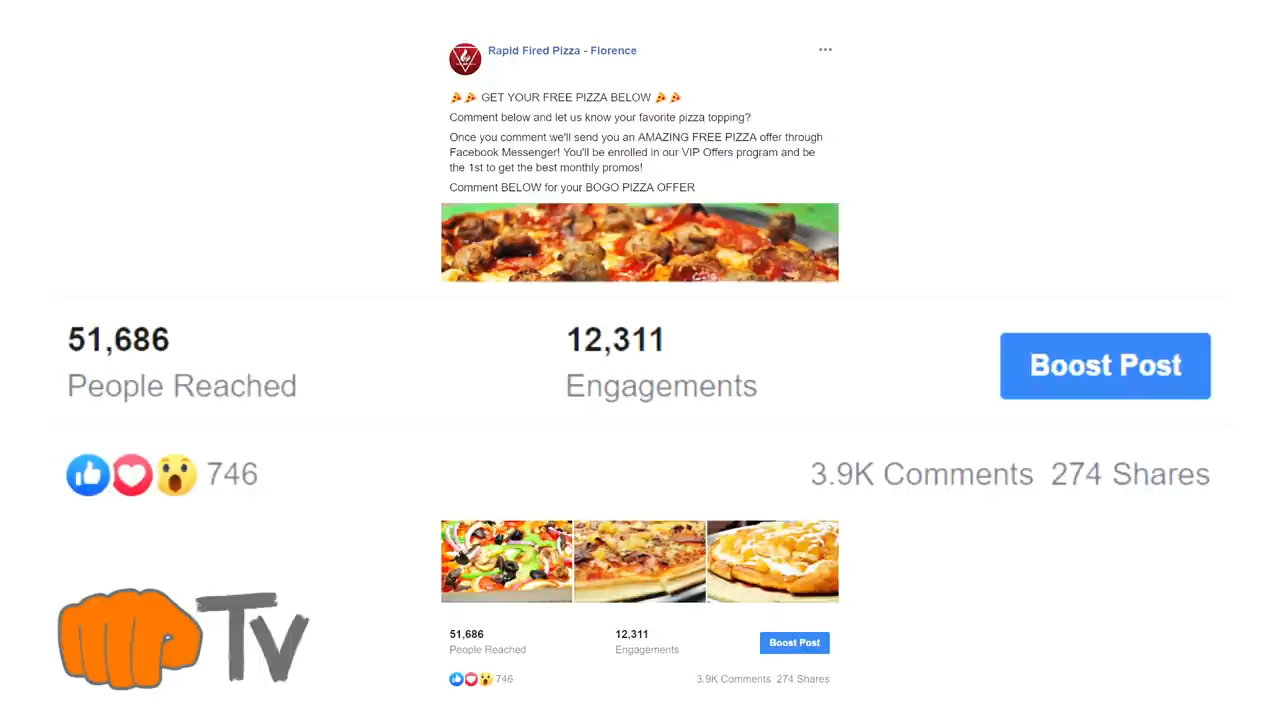 Rapid Fired Pizza - Florence
🍕🍕 GET YOUR FREE PIZZA BELOW 🍕🍕
Comment below and let us know your favorite pizza topping?
Once you comment we'll send you an AMAZING FREE PIZZA offer through
Facebook Messenger! You'll be enrolled in our VIP Offers program and be
the 1st to get the best monthly promos!
Comment BELOW for your BOGO PIZZA OFFER
51,686
People Reached
12,311
Engagements
Boost Post
746
3.9K Comments 274 Shares
51,686
People Reached
12,311
Engagements
Boost Post
746
3.9K Comments 274 Shares
TV